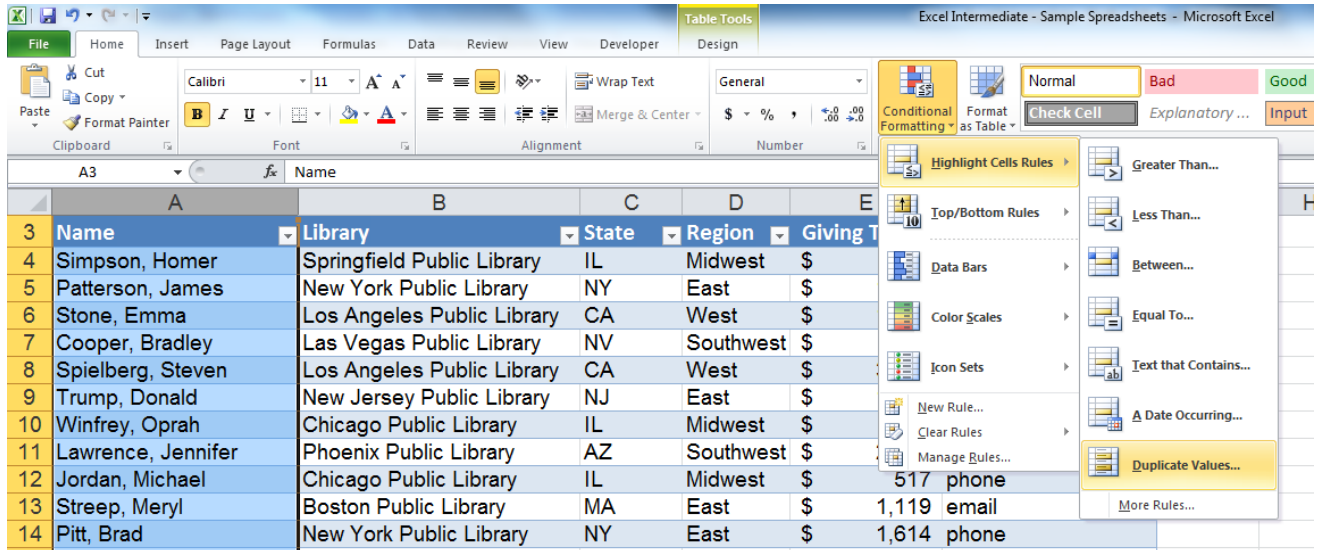 Table Tools Excel Intermediate - Sample Spreadsheets - Microsoft Excel
File Home Insert Page Layout Formulas Data Review View Developer Design
Paste
Cut
Copy
Format Painter
Clipboard
Calibri 11
B I U
Font
Wrap Text
Merge & Center
Alignment
General
$ % , .0 .00 .00 .0
Number
Conditional Formatting
Format as Table
Normal Bad Good
Check Cell Explanatory ... Input
A3 fx Name
A B C D E H
3 Name Library State Region Giving T
4 Simpson, Homer Springfield Public Library IL Midwest $
5 Patterson, James New York Public Library NY East $
6 Stone, Emma Los Angeles Public Library CA West $
7 Cooper, Bradley Las Vegas Public Library NV Southwest $
8 Spielberg, Steven Los Angeles Public Library CA West $
9 Trump, Donald New Jersey Public Library NJ East $
10 Winfrey, Oprah Chicago Public Library IL Midwest $
11 Lawrence, Jennifer Phoenix Public Library AZ Southwest $
12 Jordan, Michael Chicago Public Library IL Midwest $ 517 phone
13 Streep, Meryl Boston Public Library MA East $ 1,119 email
14 Pitt, Brad New York Public Library NY East $ 1,614 phone
Highlight Cells Rules
Top/Bottom Rules
Data Bars
Color Scales
Icon Sets
New Rule...
Clear Rules
Manage Rules...
Greater Than...
Less Than...
Between...
Equal To...
Text that Contains...
A Date Occurring...
Duplicate Values...
More Rules...